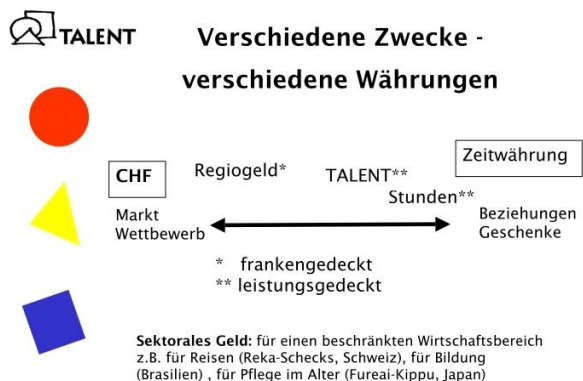 TALENT
Verschiedene Zwecke -
verschiedene Währungen
CHF
Regiogeld*
TALENT**
Zeitwährung
Stunden**
Markt
Wettbewerb
Beziehungen
Geschenke
* frankengedeckt
** leistungsgedeckt
Sektorales Geld: für einen beschränkten Wirtschaftsbereich
z.B. für Reisen (Reka-Schecks, Schweiz), für Bildung
(Brasilien) , für Pflege im Alter (Fureai-Kippu, Japan)